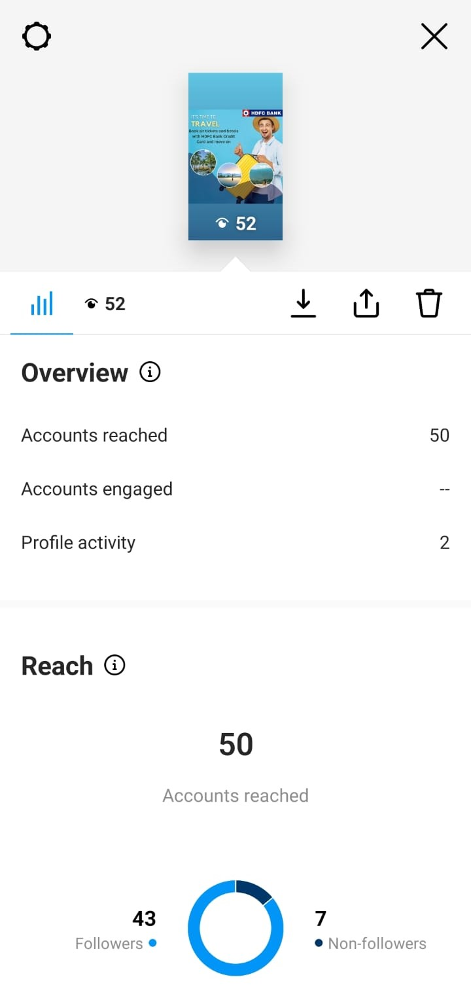 HDFC BANK
IT'S TIME TO
TRAVEL
Book air tickets and hotels
with HDFC Bank Credit
Card and move on
52
52
Overview
Accounts reached 50
Accounts engaged --
Profile activity 2
Reach
50
Accounts reached
43 7
Followers Non-followers